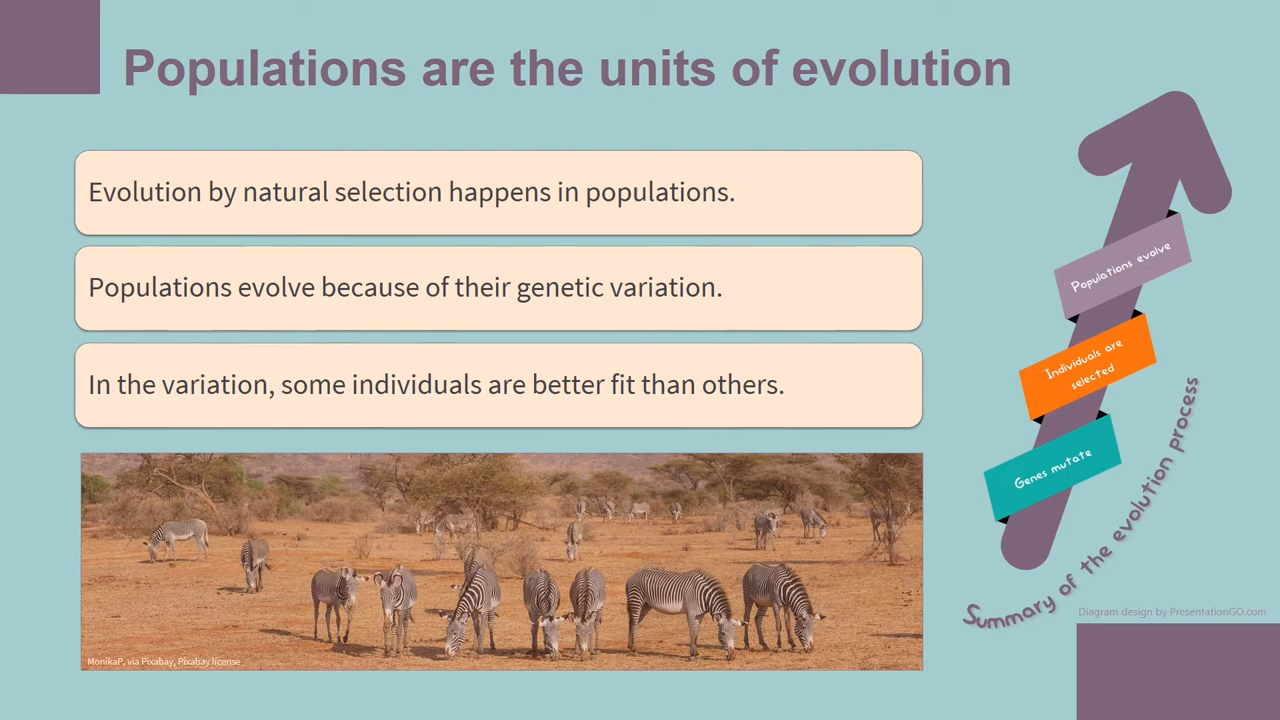 Populations are the units of evolution
Evolution by natural selection happens in populations.
Populations evolve because of their genetic variation.
In the variation, some individuals are better fit than others.
Populations evolve
Individuals are
selected
Genes mutate
Summary of the evolution process
Diagram design by PresentationGO.com
MonikaP, via Pixabay, Pixabay license